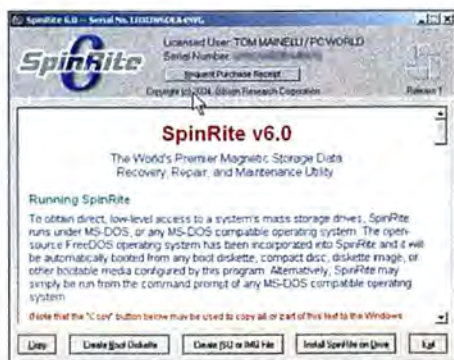 SpinRite 6.0 -- Serial No.
SpinRite
6
Licensed User: TOM MAINELLI / PC WORLD
Serial Number:
Request Purchase Receipt
Copyright (c) 2004, Gibson Research Corporation
Release 1
SpinRite v6.0
The World's Premier Magnetic Storage Data
Recovery, Repair, and Maintenance Utility
Running SpinRite
To obtain direct, low-level access to a system's mass storage drives, SpinRite
runs under MS-DOS, or any MS-DOS compatible operating system. The open-
source FreeDOS operating system has been incorporated into SpinRite and it will
be automatically booted from any boot diskette, compact disc, diskette image, or
other bootable media configured by this program. Alternatively, SpinRite may
simply be run from the command prompt of any MS-DOS compatible operating
system.
(Note that the "Copy" button below may be used to copy all or part of this text to the Windows
Copy
Create Boot Diskette
Create ISO or IMG File
Install SpinRite on Drive
Exit